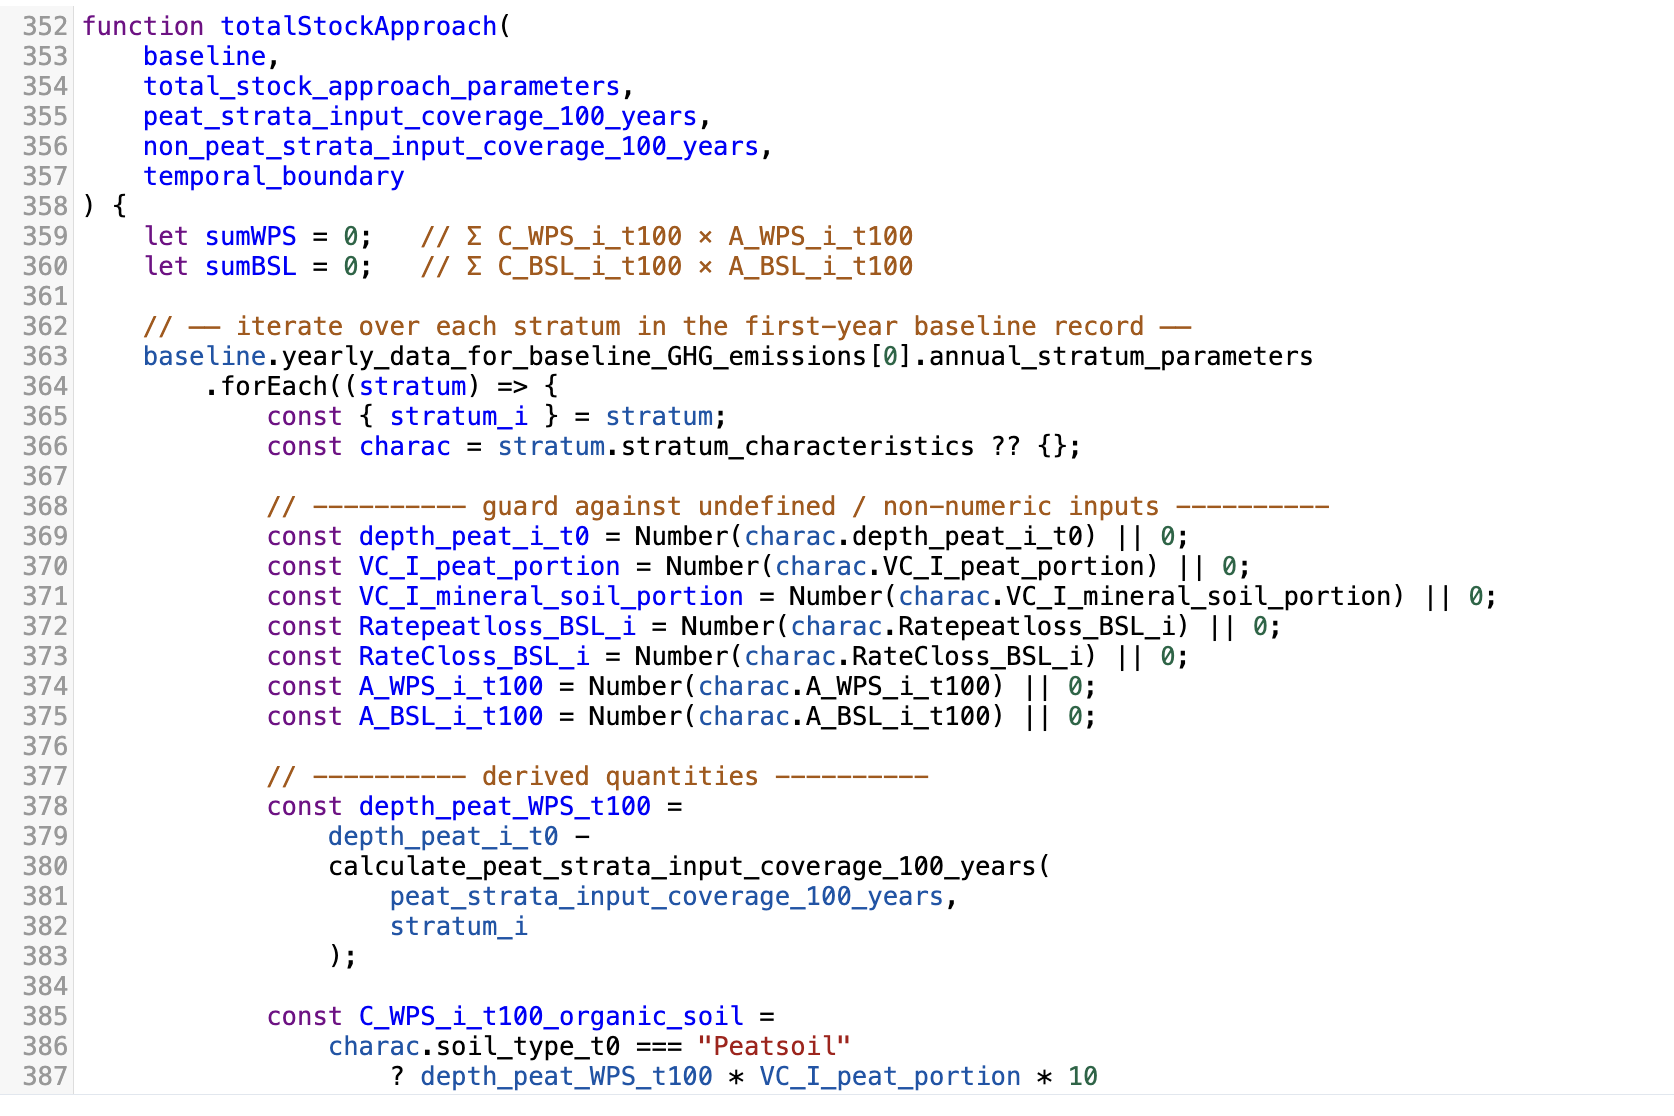 352 function totalStockApproach(
353     baseline,
354     total_stock_approach_parameters,
355     peat_strata_input_coverage_100_years,
356     non_peat_strata_input_coverage_100_years,
357     temporal_boundary
358 ) {
359     let sumWPS = 0;   // Σ C_WPS_i_t100 × A_WPS_i_t100
360     let sumBSL = 0;   // Σ C_BSL_i_t100 × A_BSL_i_t100
361
362     // –– iterate over each stratum in the first–year baseline record ––
363     baseline.yearly_data_for_baseline_GHG_emissions[0].annual_stratum_parameters
364         .forEach((stratum) => {
365             const { stratum_i } = stratum;
366             const charac = stratum.stratum_characteristics ?? {};
367
368             // –––––––––– guard against undefined / non‑numeric inputs ––––––––––
369             const depth_peat_i_t0 = Number(charac.depth_peat_i_t0) || 0;
370             const VC_I_peat_portion = Number(charac.VC_I_peat_portion) || 0;
371             const VC_I_mineral_soil_portion = Number(charac.VC_I_mineral_soil_portion) || 0;
372             const Ratepeatloss_BSL_i = Number(charac.Ratepeatloss_BSL_i) || 0;
373             const RateCloss_BSL_i = Number(charac.RateCloss_BSL_i) || 0;
374             const A_WPS_i_t100 = Number(charac.A_WPS_i_t100) || 0;
375             const A_BSL_i_t100 = Number(charac.A_BSL_i_t100) || 0;
376
377             // –––––––––– derived quantities ––––––––––
378             const depth_peat_WPS_t100 =
379                 depth_peat_i_t0 -
380                 calculate_peat_strata_input_coverage_100_years(
381                     peat_strata_input_coverage_100_years,
382                     stratum_i
383                 );
384
385             const C_WPS_i_t100_organic_soil =
386                 charac.soil_type_t0 === "Peatsoil"
387                     ? depth_peat_WPS_t100 * VC_I_peat_portion * 10